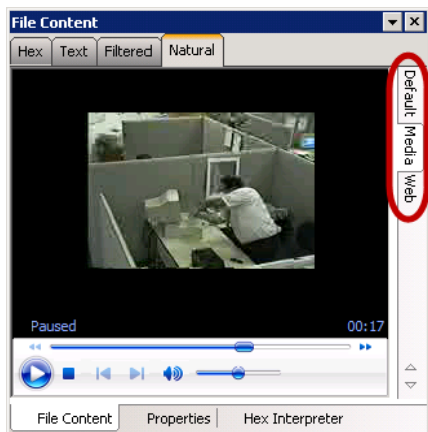 File Content
Hex Text Filtered Natural
Default Media Web
Paused 00:17
File Content Properties Hex Interpreter